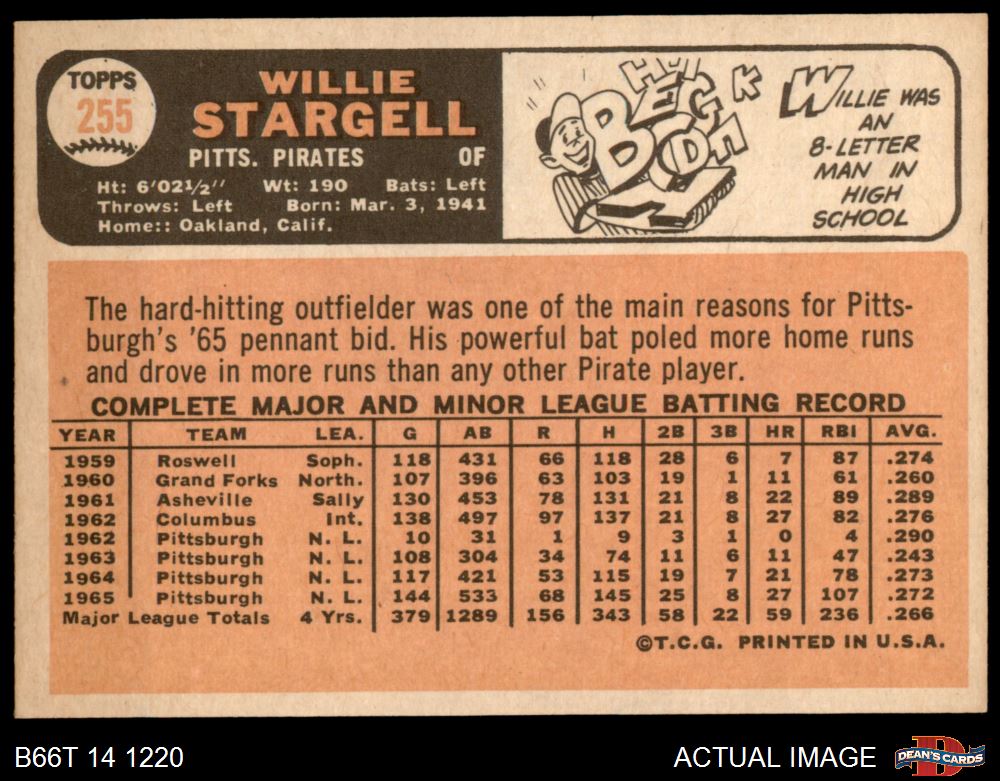 TOPPS
255
WILLIE
STARGELL
PITTS. PIRATES OF
Ht: 6'02½" Wt: 190 Bats: Left
Throws: Left Born: Mar. 3, 1941
Home:: Oakland, Calif.
WILLIE WAS
AN
8-LETTER
MAN IN
HIGH
SCHOOL
The hard-hitting outfielder was one of the main reasons for Pitts-
burgh's '65 pennant bid. His powerful bat poled more home runs
and drove in more runs than any other Pirate player.
COMPLETE MAJOR AND MINOR LEAGUE BATTING RECORD
YEAR TEAM LEA. G AB R H 2B 3B HR RBI AVG.
1959 Roswell Soph. 118 431 66 118 28 6 7 87 .274
1960 Grand Forks North. 107 396 63 103 19 1 11 61 .260
1961 Asheville Sally 130 453 78 131 21 8 22 89 .289
1962 Columbus Int. 138 497 97 137 21 8 27 82 .276
1962 Pittsburgh N. L. 10 31 1 9 3 1 0 4 .290
1963 Pittsburgh N. L. 108 304 34 74 11 6 11 47 .243
1964 Pittsburgh N. L. 117 421 53 115 19 7 21 78 .273
1965 Pittsburgh N. L. 144 533 68 145 25 8 27 107 .272
Major League Totals 4 Yrs. 379 1289 156 343 58 22 59 236 .266
©T.C.G. PRINTED IN U.S.A.
B66T 14 1220 ACTUAL IMAGE
DEAN'S CARDS